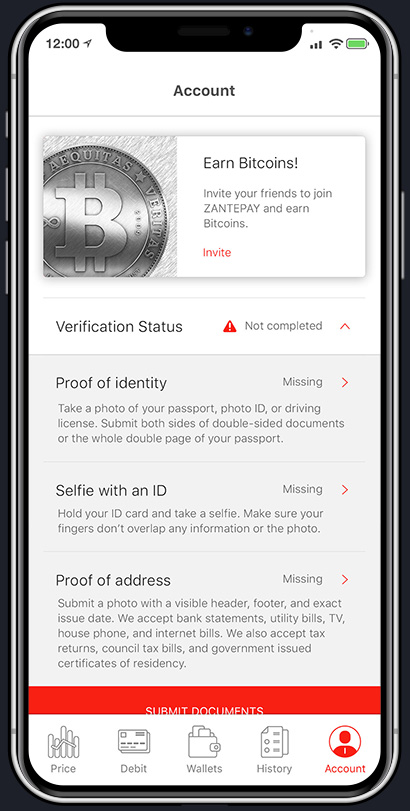 12:00
Account
AEQUITAS VERITAS
Earn Bitcoins!
Invite your friends to join
ZANTEPAY and earn
Bitcoins.
Invite
Verification Status
Not completed
Proof of identity
Missing
Take a photo of your passport, photo ID, or driving
license. Submit both sides of double-sided documents
or the whole double page of your passport.
Selfie with an ID
Missing
Hold your ID card and take a selfie. Make sure your
fingers don’t overlap any information or the photo.
Proof of address
Missing
Submit a photo with a visible header, footer, and exact
issue date. We accept bank statements, utility bills, TV,
house phone, and internet bills. We also accept tax
returns, council tax bills, and government issued
certificates of residency.
SUBMIT DOCUMENTS
Price
Debit
Wallets
History
Account